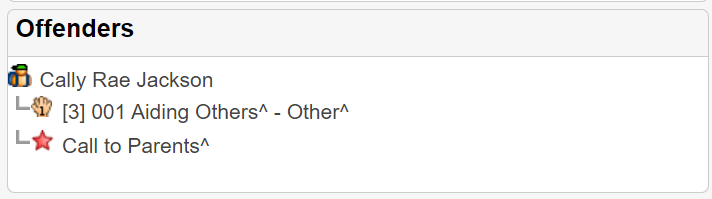 Offenders
Cally Rae Jackson
[3] 001 Aiding Others^ - Other^
Call to Parents^